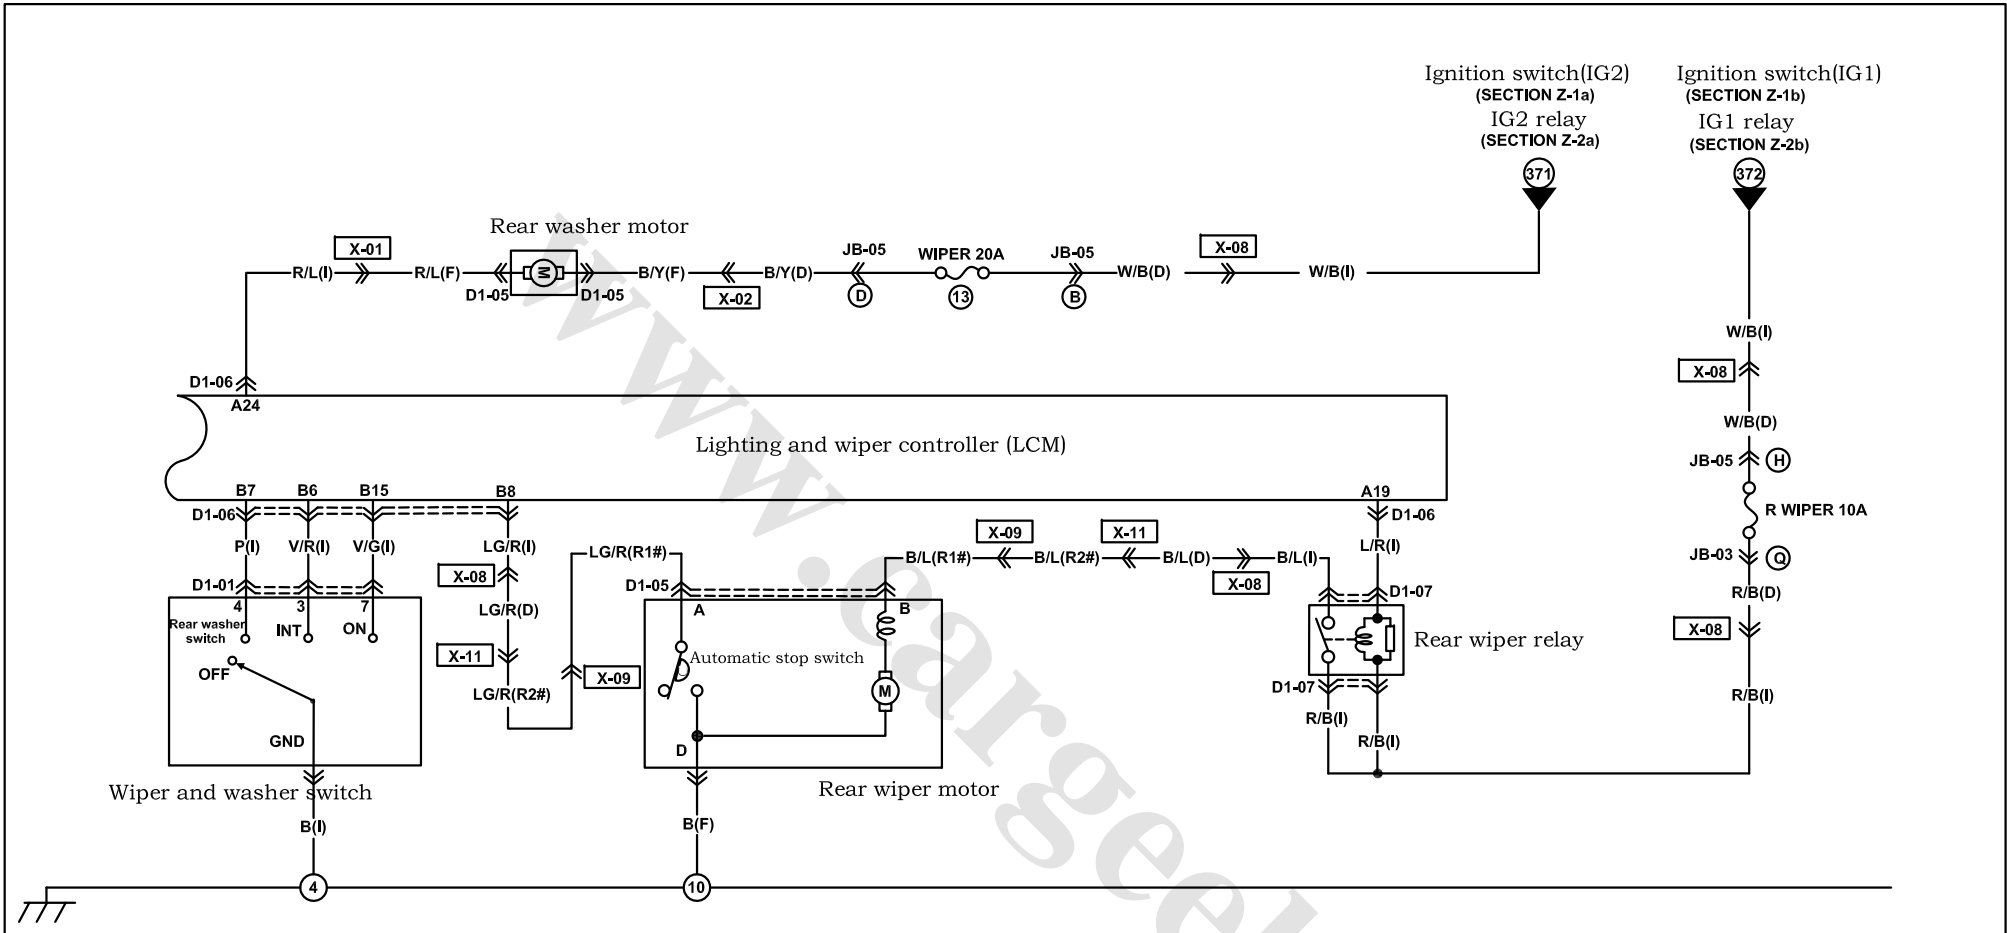 Ignition switch(IG2)
(SECTION Z-1a)
IG2 relay
(SECTION Z-2a)
371
Ignition switch(IG1)
(SECTION Z-1b)
IG1 relay
(SECTION Z-2b)
372
Rear washer motor
X-01
JB-05
WIPER 20A
JB-05
X-08
R/L(I)
R/L(F)
M
B/Y(F)
B/Y(D)
W/B(D)
W/B(I)
D1-05
D1-05
X-02
D
13
B
W/B(I)
X-08
D1-06
A24
W/B(D)
Lighting and wiper controller (LCM)
JB-05
H
B7
B6
B15
B8
A19
R WIPER 10A
D1-06
D1-06
P(I)
V/R(I)
V/G(I)
LG/R(I)
LG/R(R1#)
X-09
X-11
L/R(I)
B/L(R1#)
B/L(R2#)
B/L(D)
B/L(I)
JB-03
Q
D1-01
X-08
D1-05
X-08
D1-07
R/B(D)
4
3
7
LG/R(D)
A
B
Rear washer
switch
INT
ON
X-08
Rear wiper relay
X-11
Automatic stop switch
OFF
X-09
LG/R(R2#)
M
D1-07
R/B(I)
R/B(I)
GND
D
R/B(I)
Wiper and washer switch
Rear wiper motor
B(I)
B(F)
4
10
www.cargeek